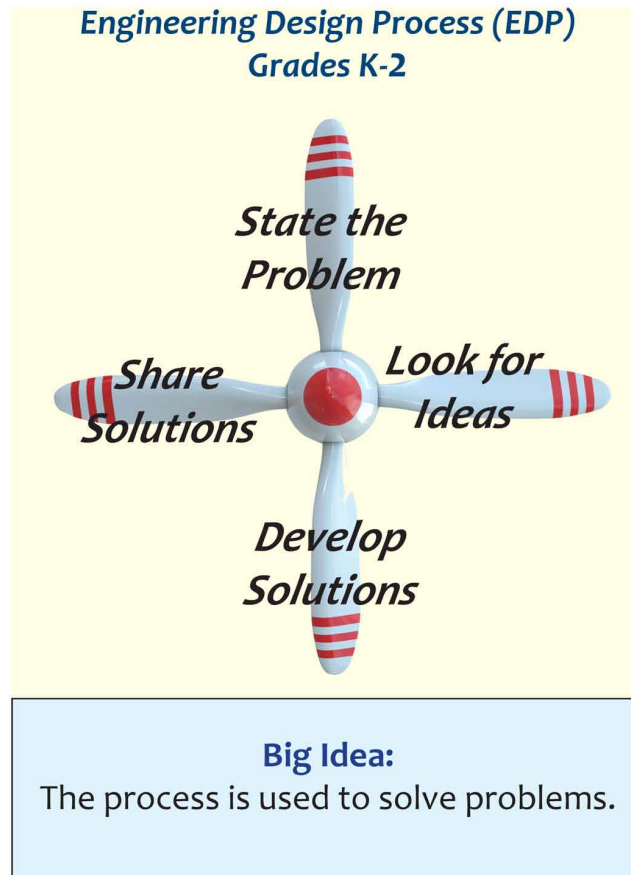 Engineering Design Process (EDP)
Grades K-2
State the
Problem
Look for
Ideas
Develop
Solutions
Share
Solutions
Big Idea:
The process is used to solve problems.